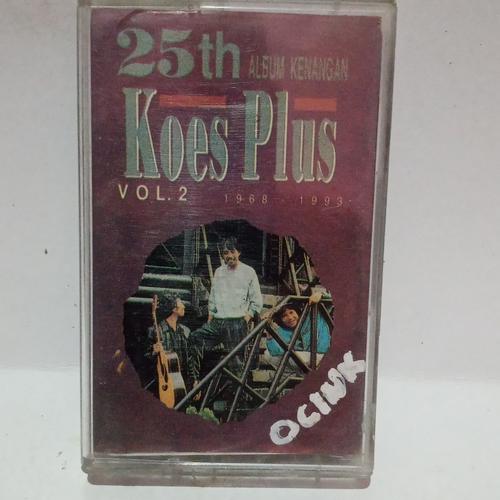 25th ALBUM KENANGAN
Koes Plus
VOL. 2 1968 - 1993
OCINK